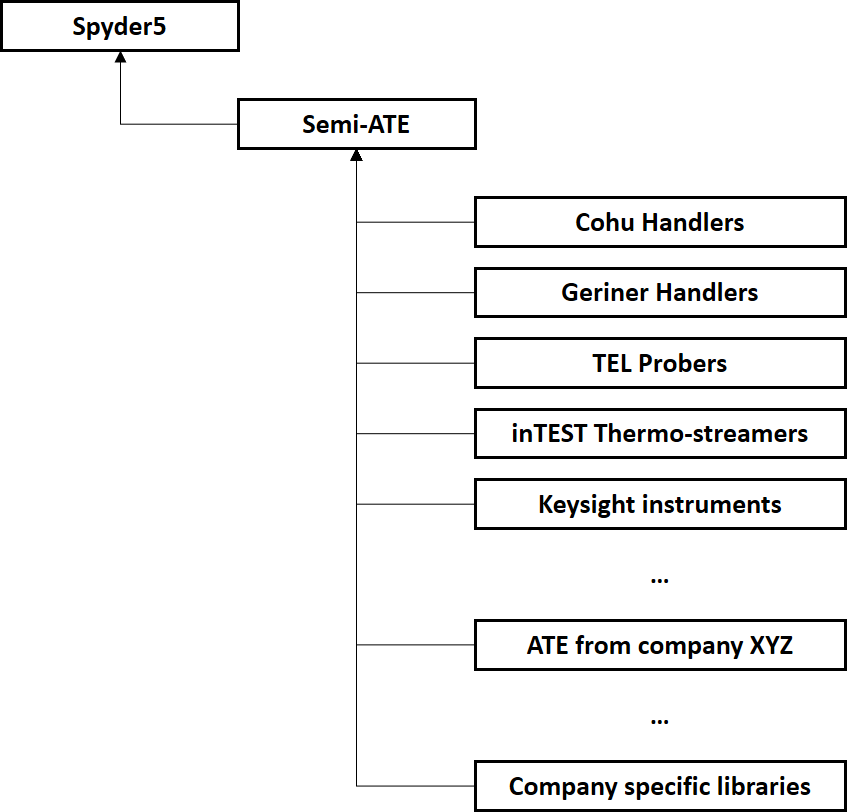 Spyder5
Semi-ATE
Cohu Handlers
Geriner Handlers
TEL Probers
inTEST Thermo-streamers
Keysight instruments
...
ATE from company XYZ
...
Company specific libraries